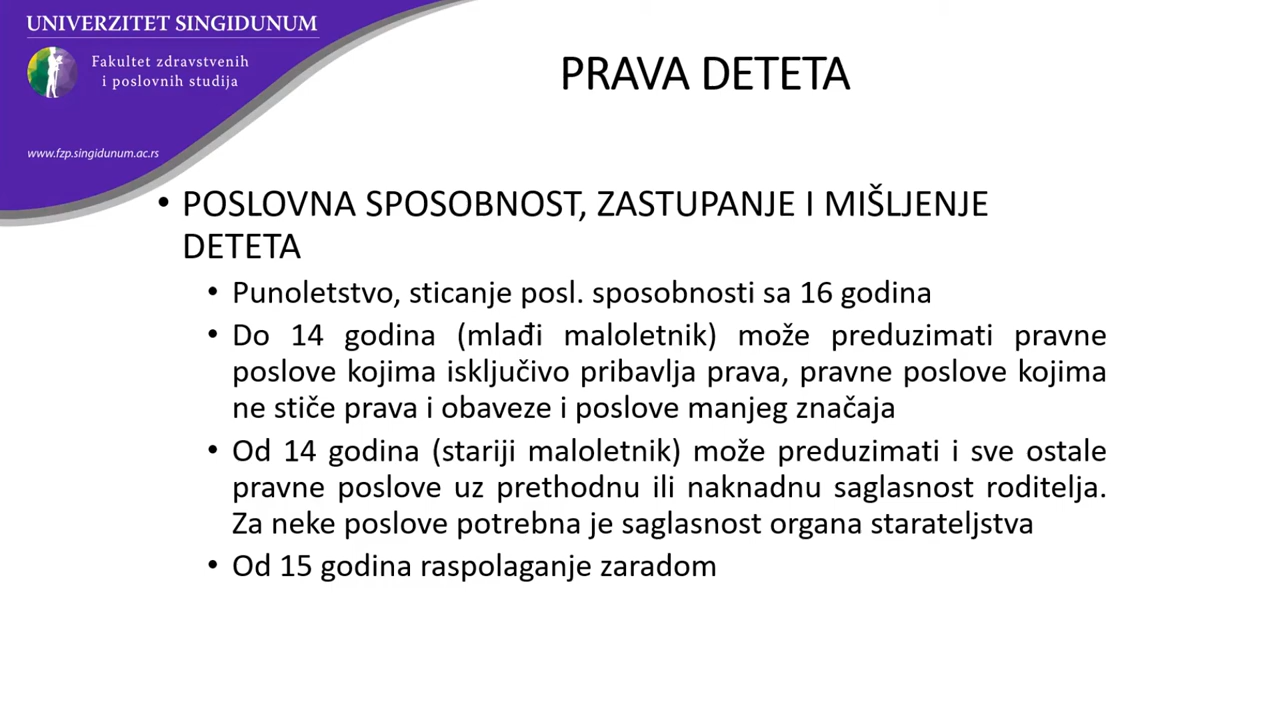 UNIVERZITET SINGIDUNUM
Fakultet zdravstvenih
i poslovnih studija
www.fzp.singidunum.ac.rs
PRAVA DETETA
• POSLOVNA SPOSOBNOST, ZASTUPANJE I MIŠLJENJE
DETETA
• Punoletstvo, sticanje posl. sposobnosti sa 16 godina
• Do 14 godina (mlađi maloletnik) može preduzimati pravne
poslove kojima isključivo pribavlja prava, pravne poslove kojima
ne stiče prava i obaveze i poslove manjeg značaja
• Od 14 godina (stariji maloletnik) može preduzimati i sve ostale
pravne poslove uz prethodnu ili naknadnu saglasnost roditelja.
Za neke poslove potrebna je saglasnost organa starateljstva
• Od 15 godina raspolaganje zaradom